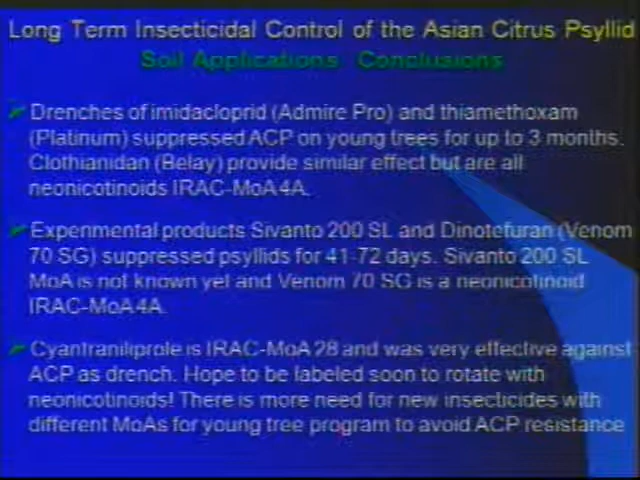 Long Term Insecticidal Control of the Asian Citrus Psyllid
Soil Applications Conclusions
Drenches of imidacloprid (Admire Pro) and thiamethoxam
(Platinum) suppressed ACP on young trees for up to 3 months.
Clothianidan (Belay) provide similar effect but are all
neonicotinoids IRAC-MoA 4A.
Expenmental products Sivanto 200 SL and Dinotefuran (Venom
70 SG) suppressed psyllids for 41-72 days. Sivanto 200 SL
MoA is not known yet and Venom 70 SG is a neonicotinoid
IRAC-MoA 4A.
Cyantraniliprole is IRAC-MoA 28 and was very effective against
ACP as drench. Hope to be labeled soon to rotate with
neonicotinoids! There is more need for new insecticides with
different MoAs for young tree program to avoid ACP resistance